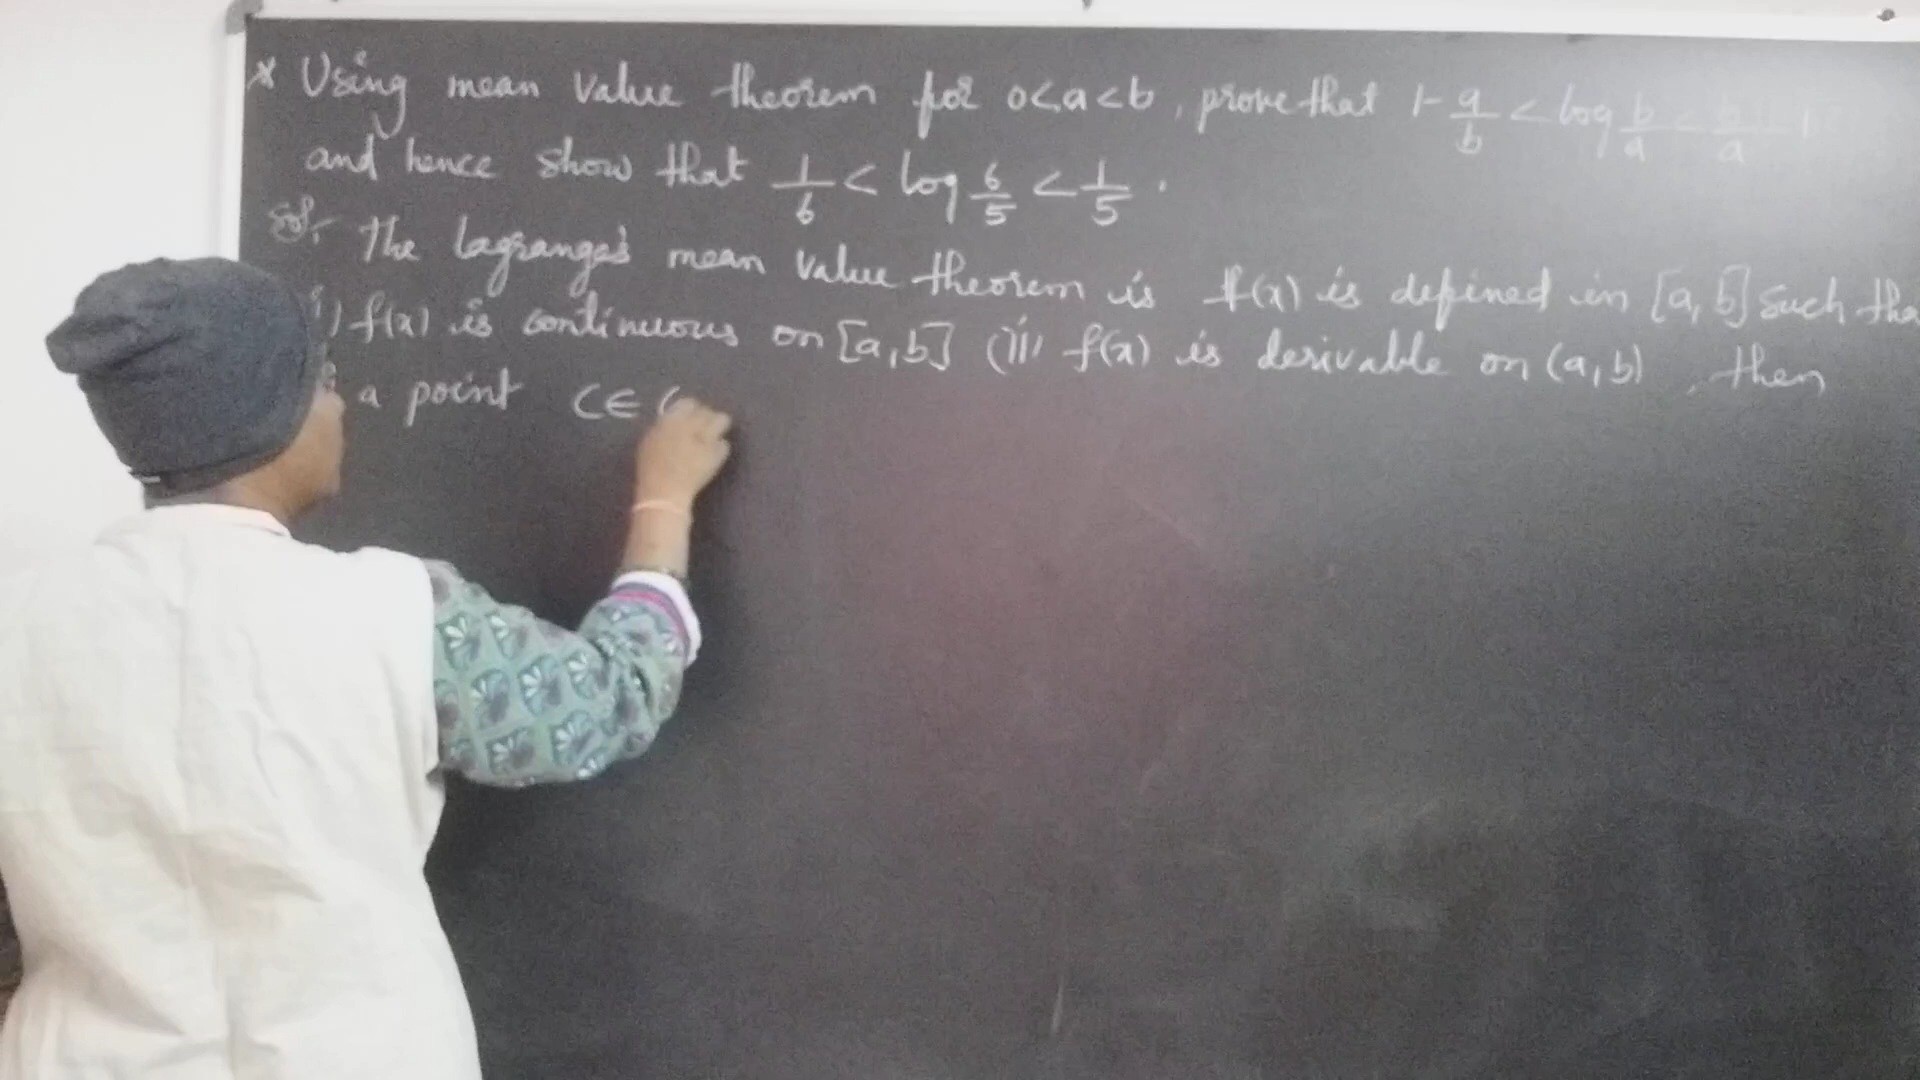 * Using mean value theorem for 0<a<b, prove that 1-a/b < log b/a < b/a - 1
and hence show that 1/6 < log 6/5 < 1/5.
Sol: The lagrange's mean value theorem is f(x) is defined in [a,b] such tha
i) f(x) is continuous on [a,b] (ii) f(x) is derivable on (a,b), then
a point C∈(